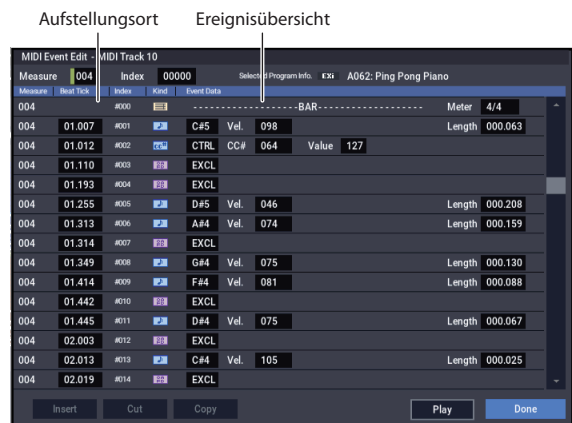 Aufstellungsort Ereignisübersicht
MIDI Event Edit - MIDI Track 10
Measure 004 Index 00000 Selected Program Info. EXi A062: Ping Pong Piano
Measure Beat Tick Index Kind Event Data
004 #000 ------------------BAR------------------ Meter 4/4
004 01.007 #001 C#5 Vel. 098 Length 000.063
004 01.012 #002 CTRL CC# 064 Value 127
004 01.110 #003 EXCL
004 01.193 #004 EXCL
004 01.255 #005 D#5 Vel. 046 Length 000.208
004 01.313 #006 A#4 Vel. 074 Length 000.159
004 01.314 #007 EXCL
004 01.349 #008 G#4 Vel. 075 Length 000.130
004 01.414 #009 F#4 Vel. 081 Length 000.088
004 01.442 #010 EXCL
004 01.445 #011 D#4 Vel. 075 Length 000.067
004 02.003 #012 EXCL
004 02.013 #013 C#4 Vel. 105 Length 000.025
004 02.019 #014 EXCL
Insert Cut Copy Play Done